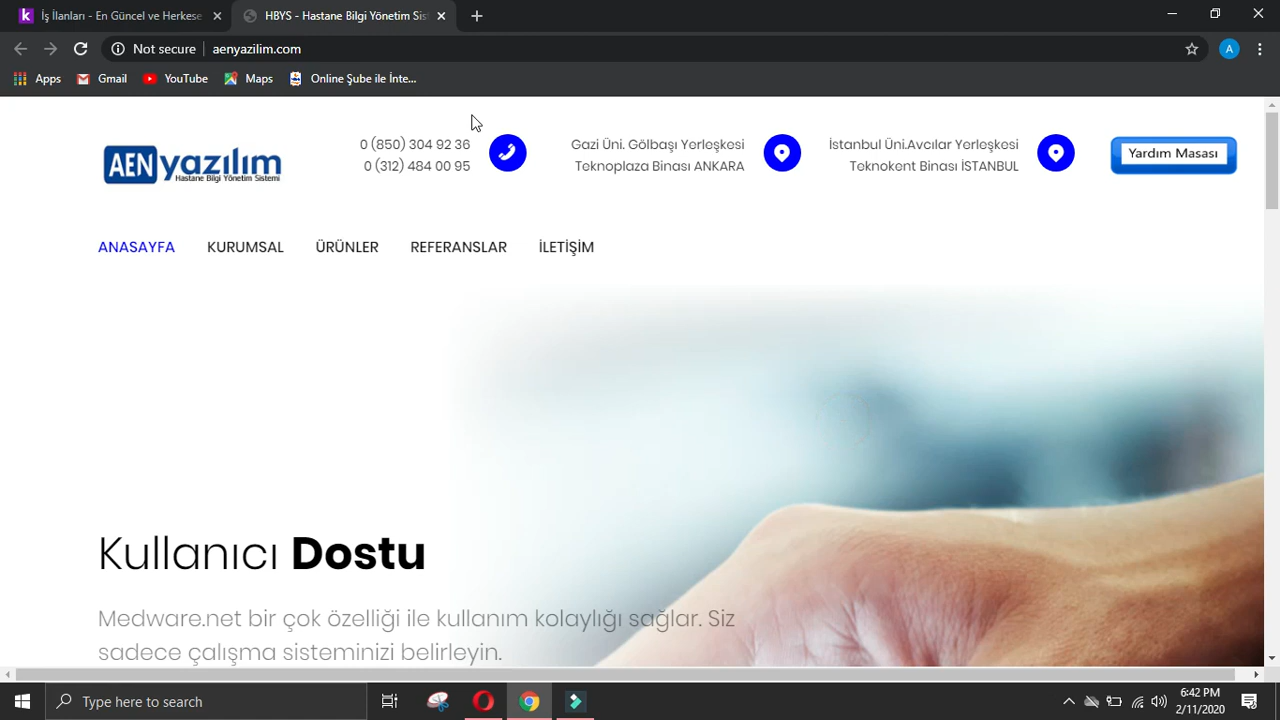 İş İlanları - En Güncel ve Herkese
HBYS - Hastane Bilgi Yönetim Sis
Not secure
aenyazilim.com
A
Apps
Gmail
YouTube
Maps
Online Şube ile İnte...
AENyazılım
Hastane Bilgi Yönetim Sistemi
0 (850) 304 92 36
0 (312) 484 00 95
Gazi Üni. Gölbaşı Yerleşkesi
Teknoplaza Binası ANKARA
İstanbul Üni.Avcılar Yerleşkesi
Teknokent Binası İSTANBUL
Yardım Masası
ANASAYFA
KURUMSAL
ÜRÜNLER
REFERANSLAR
İLETİŞİM
Kullanıcı Dostu
Medware.net bir çok özelliği ile kullanım kolaylığı sağlar. Siz
sadece çalışma sisteminizi belirleyin.
Type here to search
6:42 PM
2/11/2020